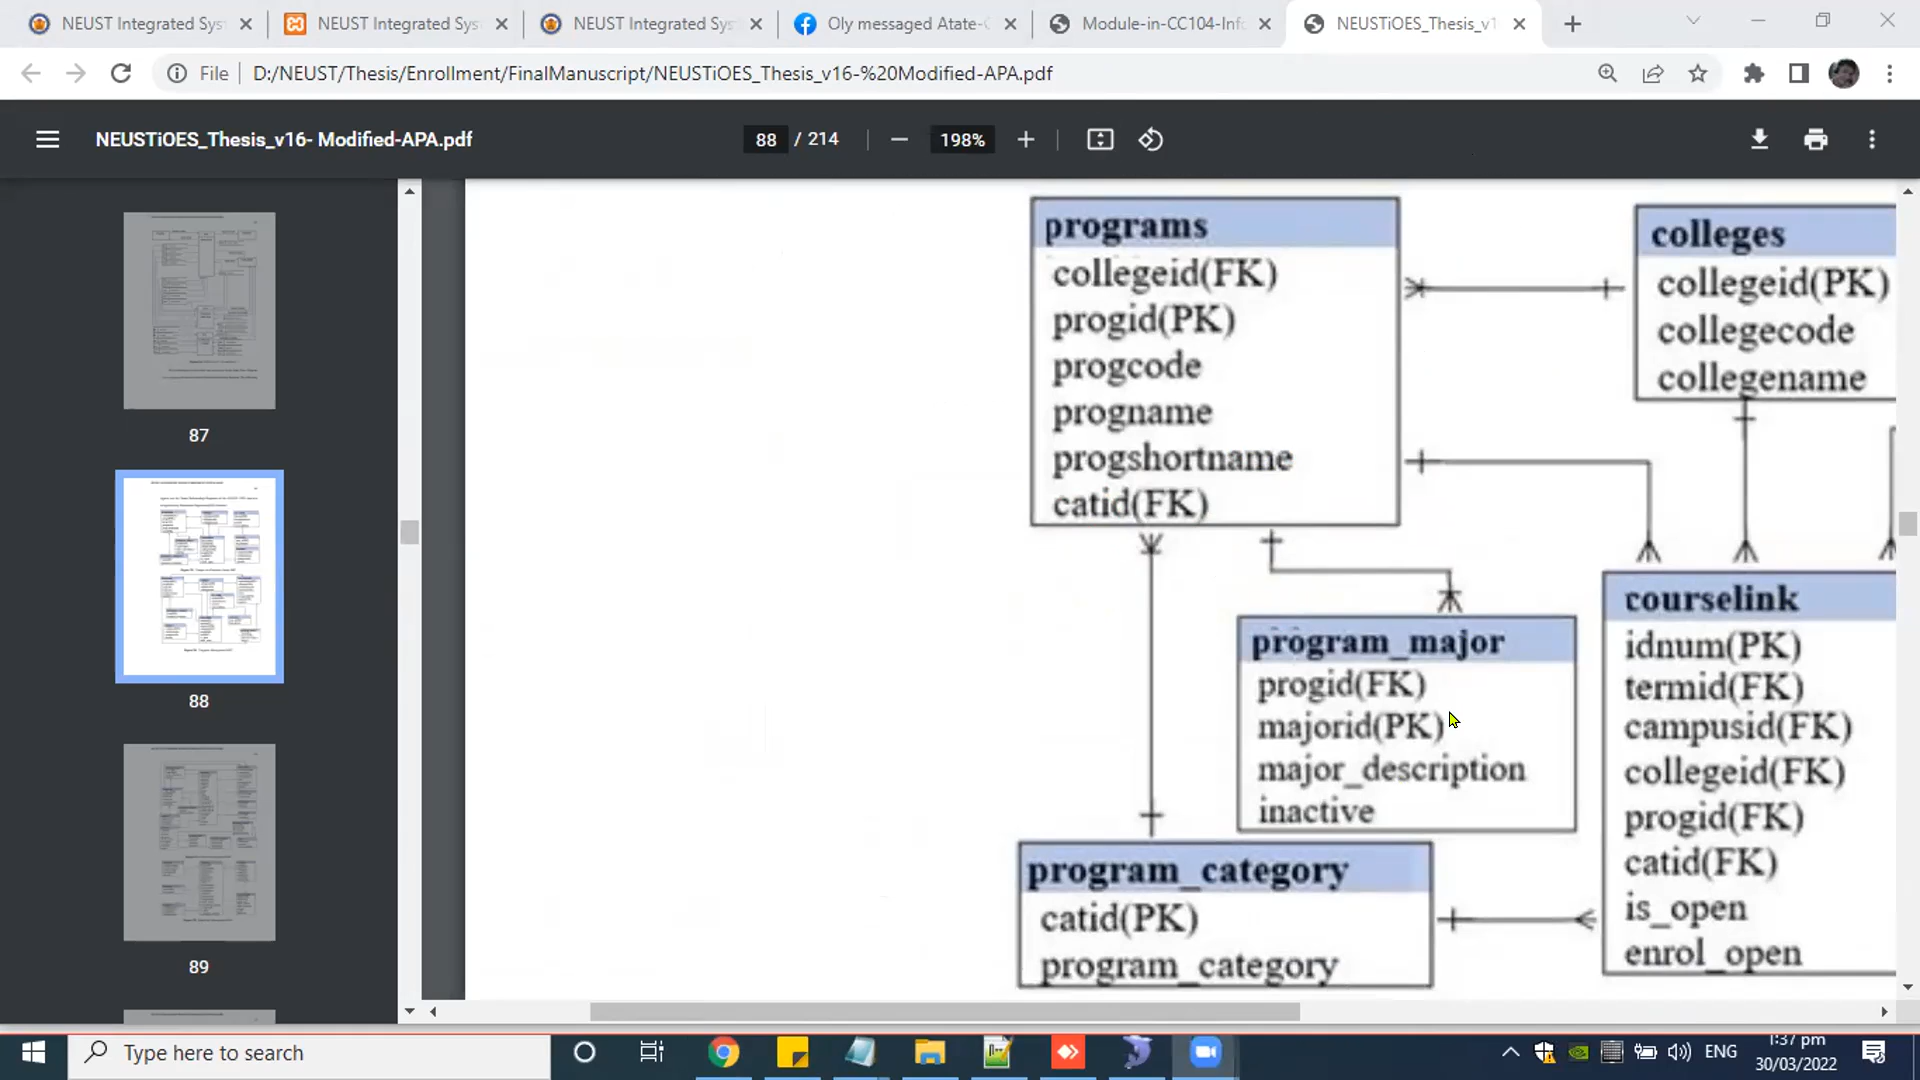 NEUST Integrated Sys
NEUST Integrated Sys
NEUST Integrated Sys
Oly messaged Atate-
Module-in-CC104-Info
NEUSTiOES_Thesis_v1
File
D:/NEUST/Thesis/Enrollment/FinalManuscript/NEUSTiOES_Thesis_v16-%20Modified-APA.pdf
NEUSTiOES_Thesis_v16- Modified-APA.pdf
88 / 214
198%
87
88
89
programs
collegeid(FK)
progid(PK)
progcode
progname
progshortname
catid(FK)
colleges
collegeid(PK)
collegecode
collegename
program_major
progid(FK)
majorid(PK)
major_description
inactive
courselink
idnum(PK)
termid(FK)
campusid(FK)
collegeid(FK)
progid(FK)
catid(FK)
is_open
enrol_open
program_category
catid(PK)
program_category
Type here to search
ENG
1:37 pm
30/03/2022